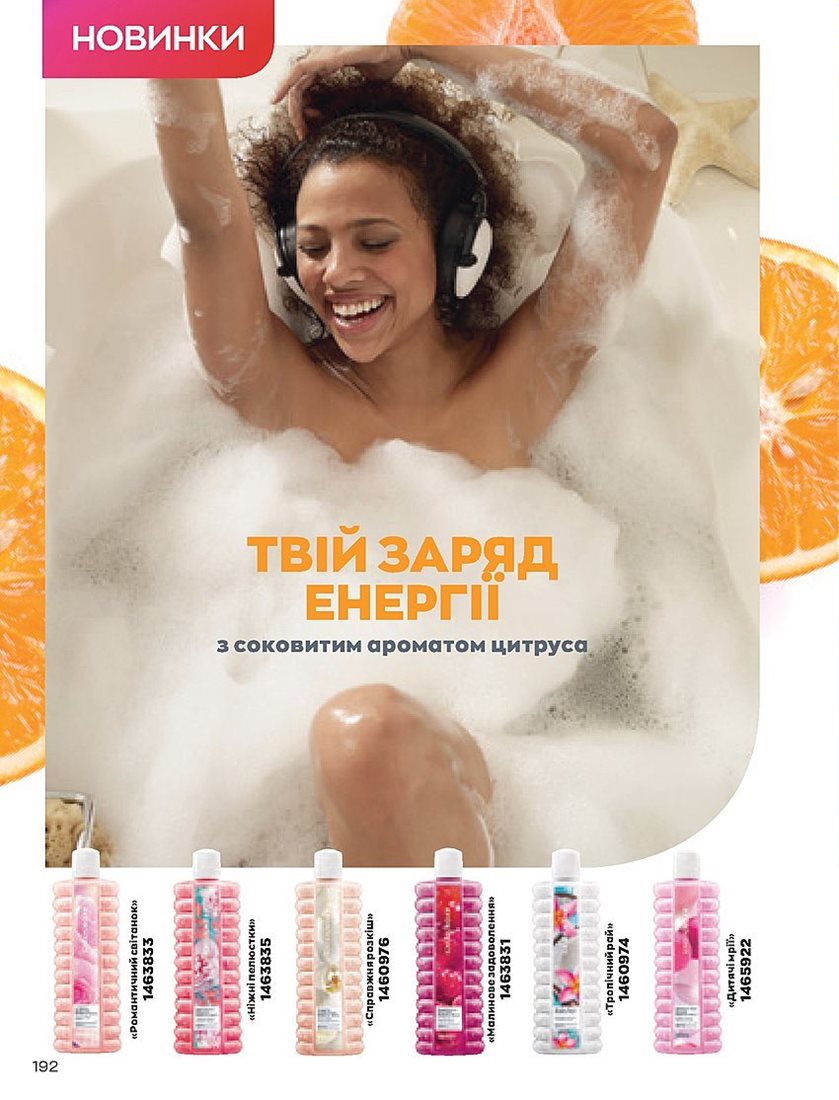 НОВИНКИ
ТВІЙ ЗАРЯД
ЕНЕРГІЇ
з соковитим ароматом цитруса
«Романтичний світанок»
1463833
«Ніжні пелюстки»
1463835
«Справжня розкіш»
1460976
«Малинове задоволення»
1463831
«Тропічний рай»
1460974
«Дитячі мрії»
1465922
192